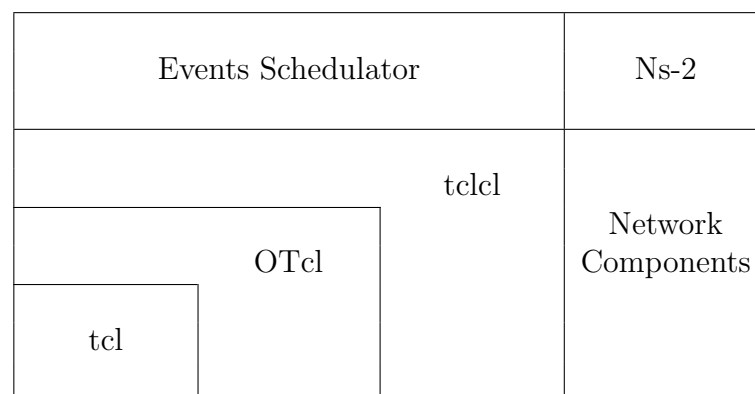 Events Schedulator
Ns-2
tclcl
Network
Components
OTcl
tcl